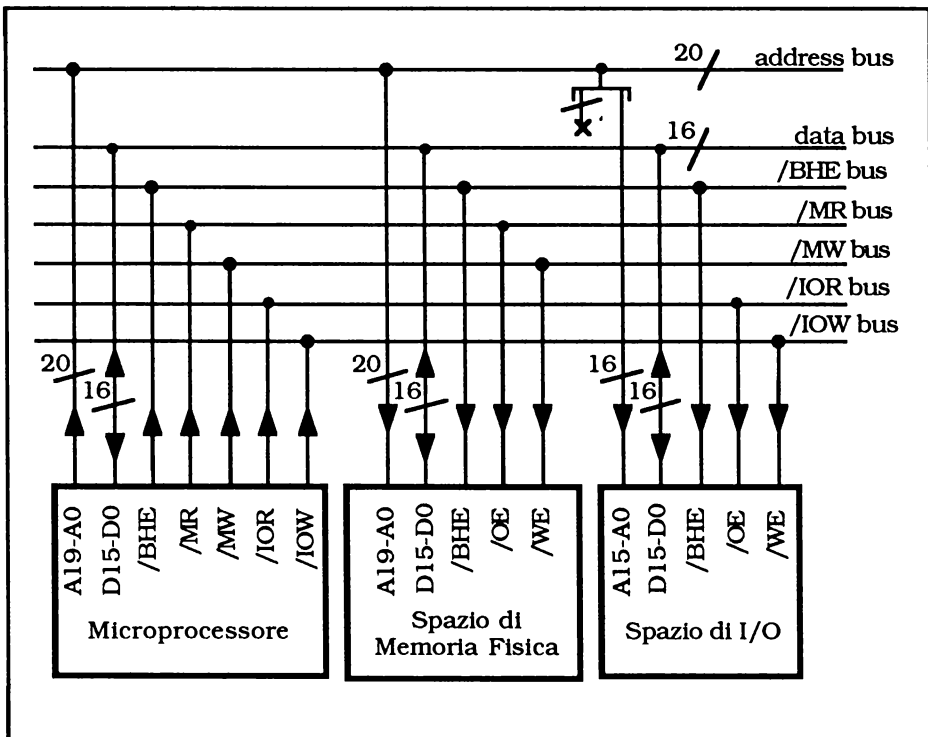 20
address bus
16
data bus
/BHE bus
/MR bus
/MW bus
/IOR bus
/IOW bus
20
16
20
16
16
16
A19-A0
D15-D0
/BHE
/MR
/MW
/IOR
/IOW
Microprocessore
A19-A0
D15-D0
/BHE
/OE
/WE
Spazio di
Memoria Fisica
A15-A0
D15-D0
/BHE
/OE
/WE
Spazio di I/O